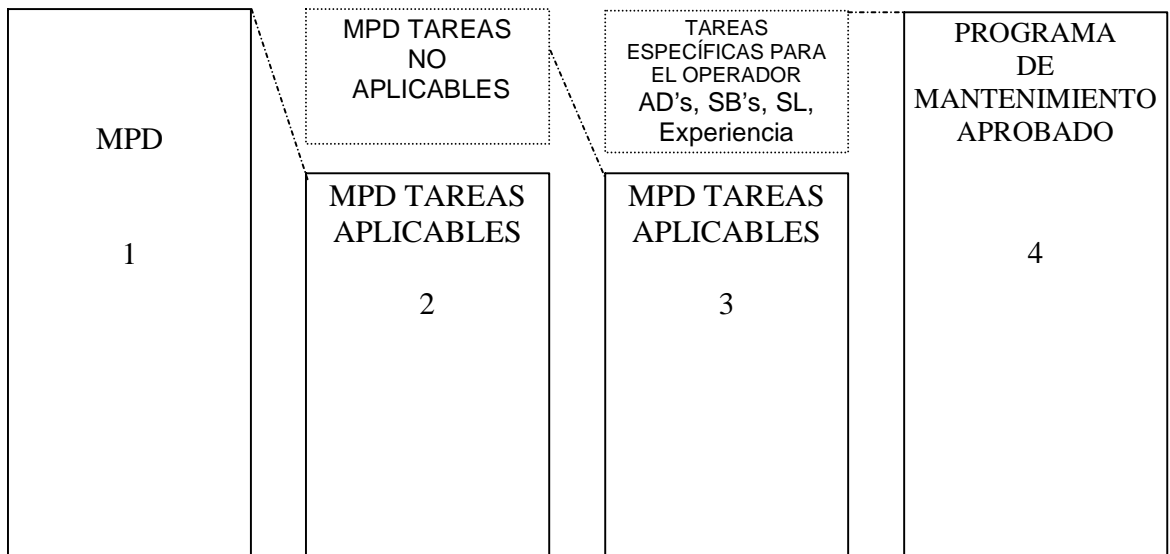 MPD
1
MPD TAREAS
NO
APLICABLES
MPD TAREAS
APLICABLES
2
TAREAS
ESPECÍFICAS PARA
EL OPERADOR
AD's, SB's, SL,
Experiencia
MPD TAREAS
APLICABLES
3
PROGRAMA
DE
MANTENIMIENTO
APROBADO
4